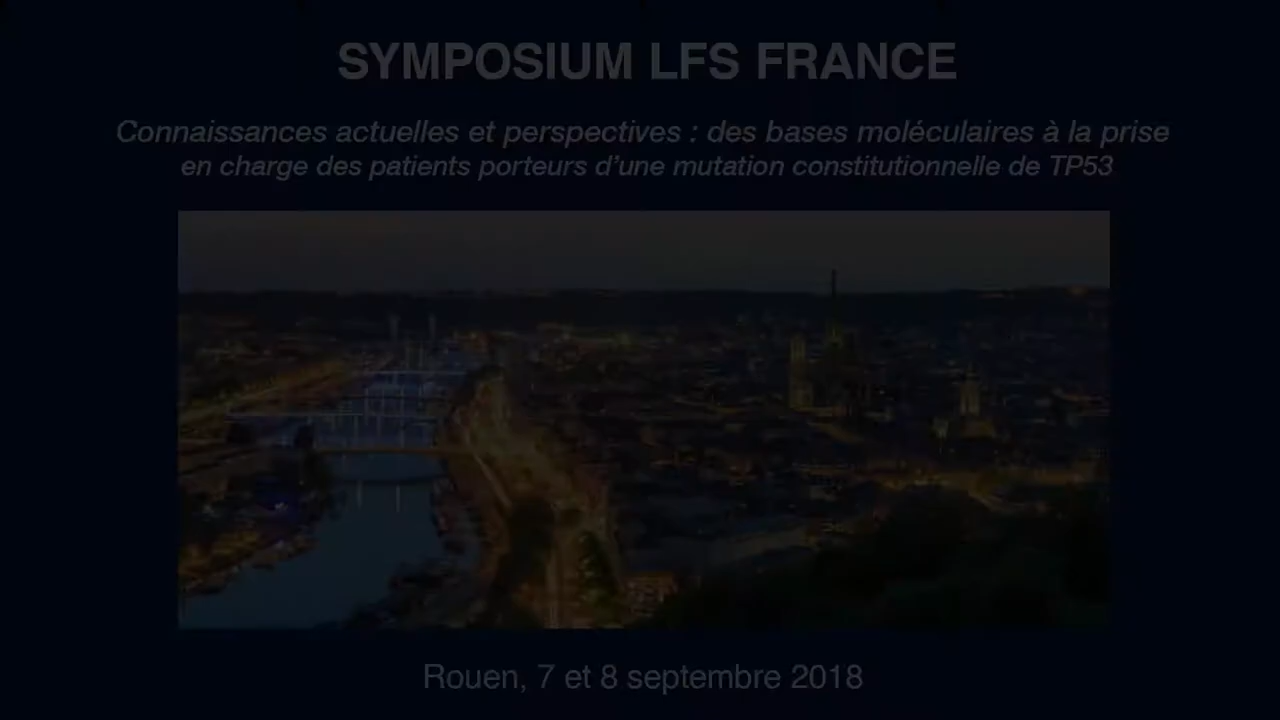 SYMPOSIUM LFS FRANCE
Connaissances actuelles et perspectives : des bases moléculaires à la prise
en charge des patients porteurs d’une mutation constitutionnelle de TP53
Rouen, 7 et 8 septembre 2018